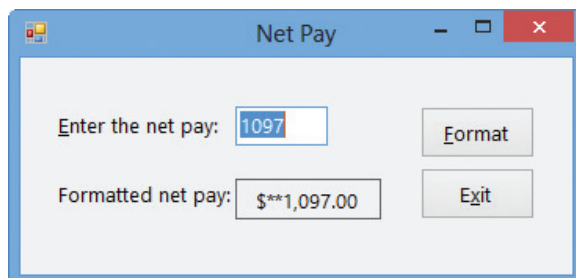 Net Pay
Enter the net pay: 1097
Format
Formatted net pay: $**1,097.00
Exit